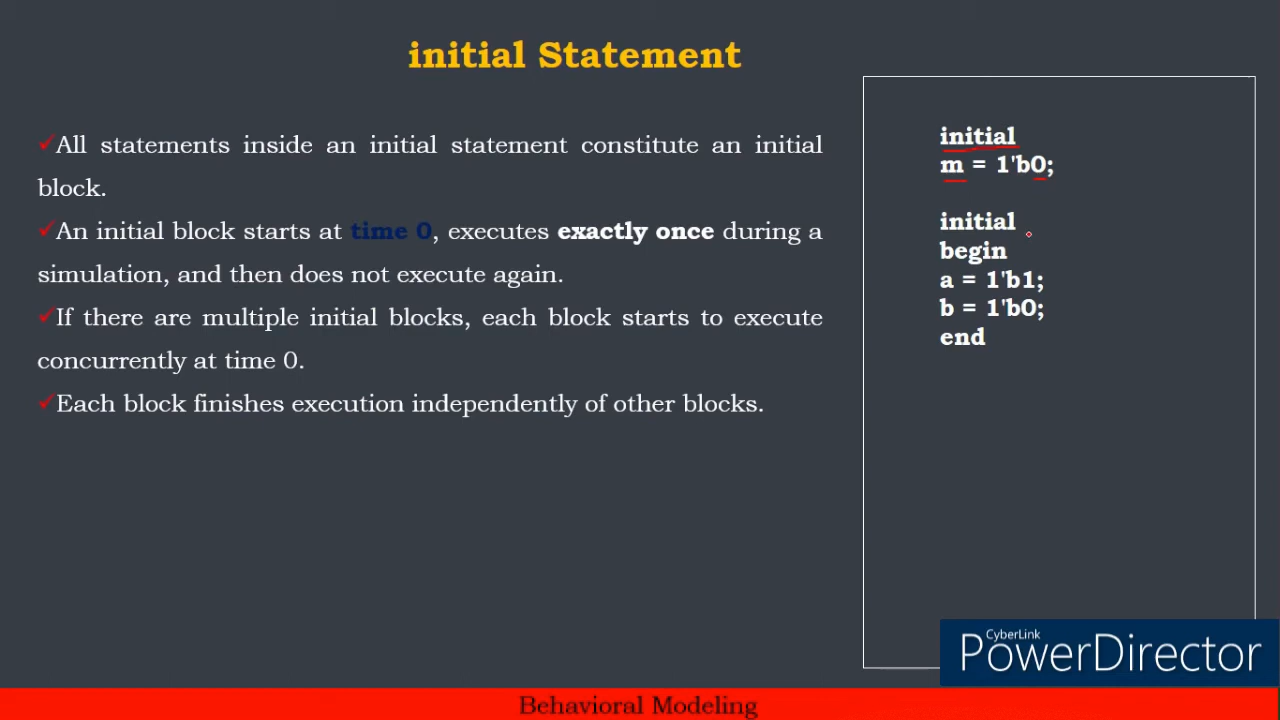 initial Statement
All statements inside an initial statement constitute an initial
block.
An initial block starts at time 0, executes exactly once during a
simulation, and then does not execute again.
If there are multiple initial blocks, each block starts to execute
concurrently at time 0.
Each block finishes execution independently of other blocks.
initial
m = 1'b0;
initial
begin
a = 1'b1;
b = 1'b0;
end
CyberLink
PowerDirector
Behavioral Modeling